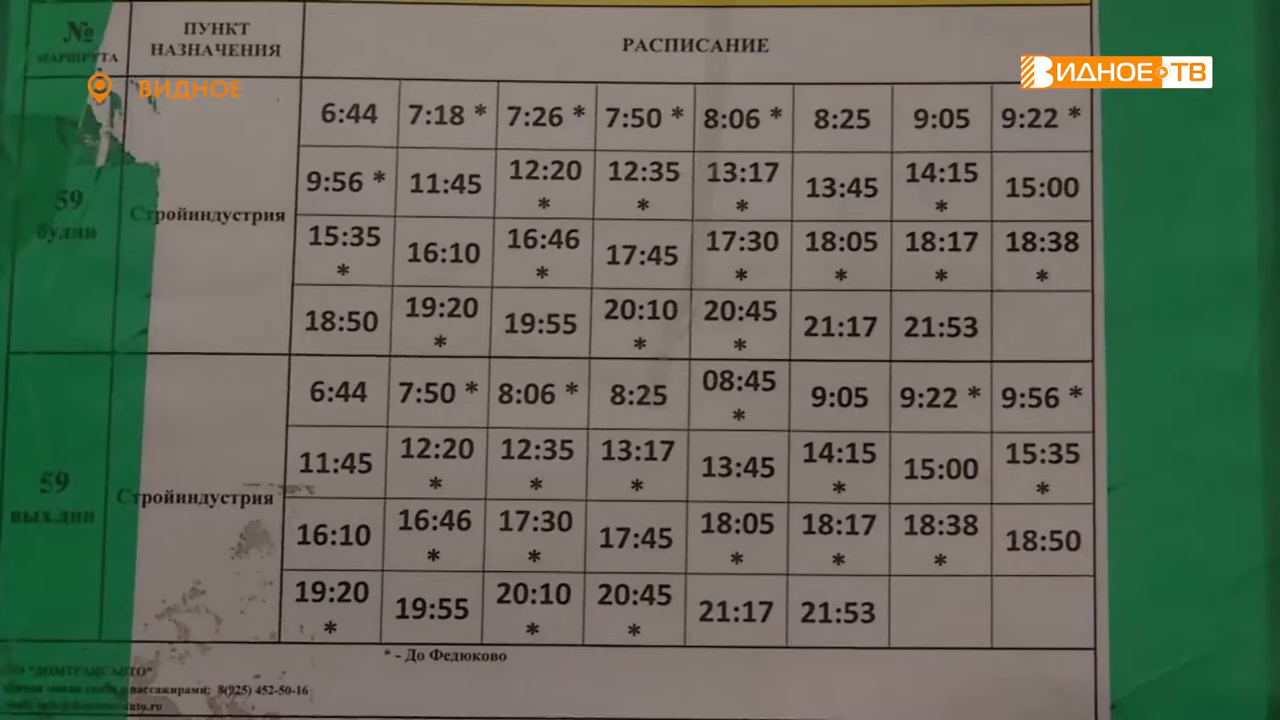 №
МАРШРУТА
ПУНКТ
НАЗНАЧЕНИЯ
РАСПИСАНИЕ
ВИДНОЕ
ВИДНОЕ ТВ
59
будни
Стройиндустрия
6:44 7:18 * 7:26 * 7:50 * 8:06 * 8:25 9:05 9:22 *
9:56 * 11:45 12:20 * 12:35 * 13:17 * 13:45 14:15 * 15:00
15:35 * 16:10 16:46 * 17:45 17:30 * 18:05 * 18:17 * 18:38 *
18:50 19:20 * 19:55 20:10 * 20:45 * 21:17 21:53
59
вых.дни
Стройиндустрия
6:44 7:50 * 8:06 * 8:25 08:45 * 9:05 9:22 * 9:56 *
11:45 12:20 * 12:35 * 13:17 * 13:45 14:15 * 15:00 15:35 *
16:10 16:46 * 17:30 * 17:45 18:05 * 18:17 * 18:38 * 18:50
19:20 * 19:55 20:10 * 20:45 * 21:17 21:53
* - До Федюково
"ДОМТРАНСАВТО"
пассажирами: 8(925) 452-50-16